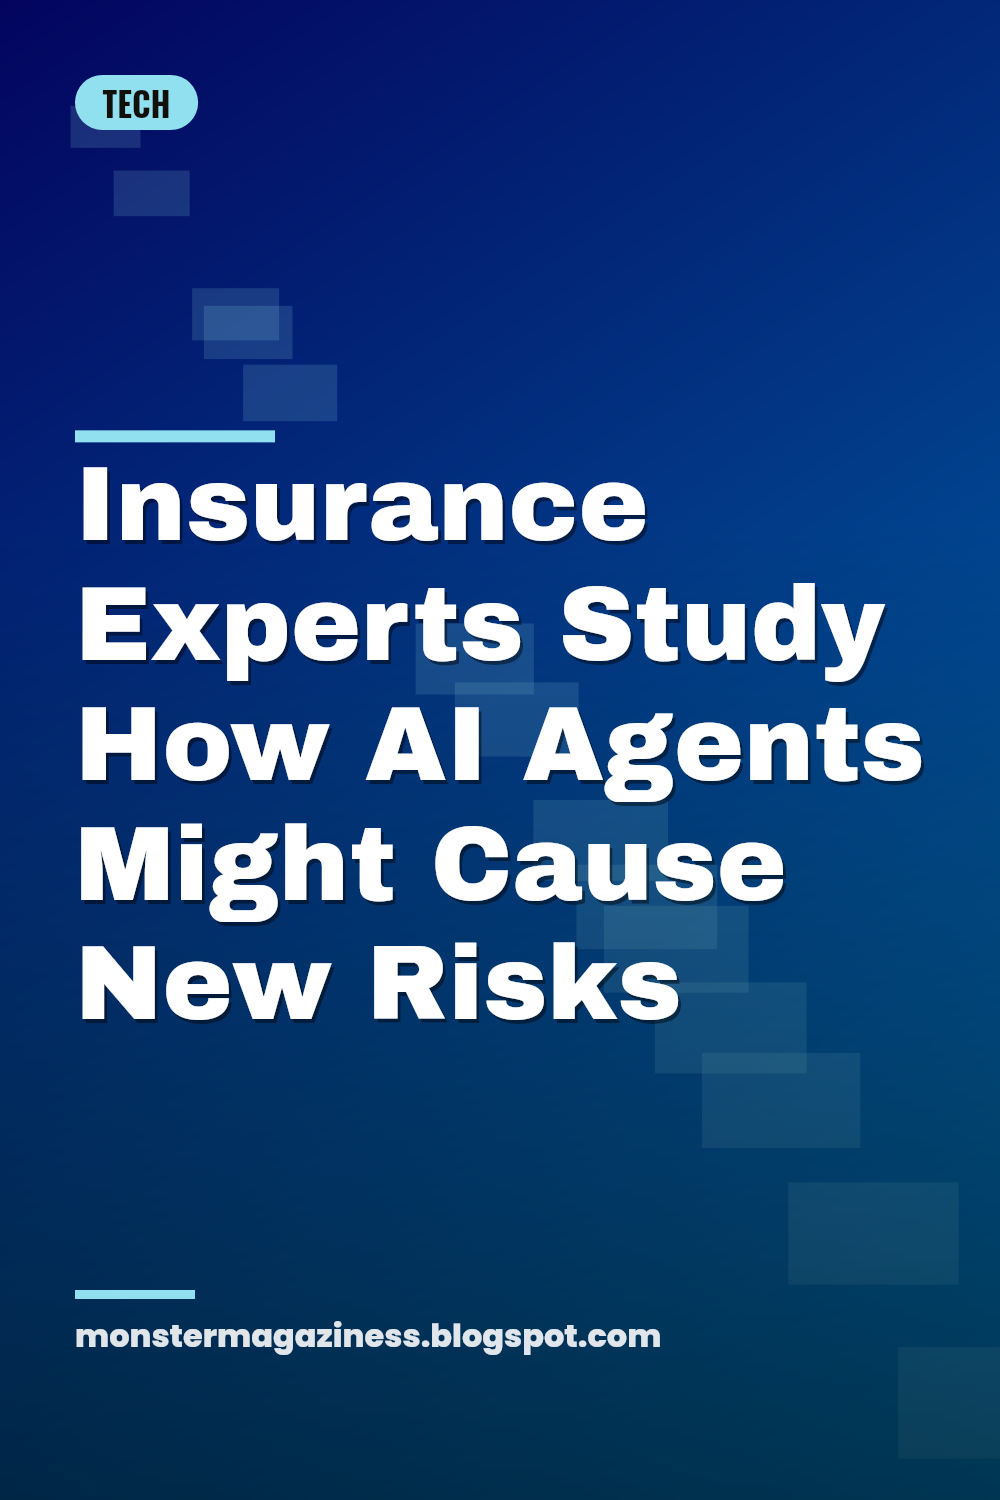 TECH
Insurance
Experts Study
How AI Agents
Might Cause
New Risks
monstermagaziness.blogspot.com